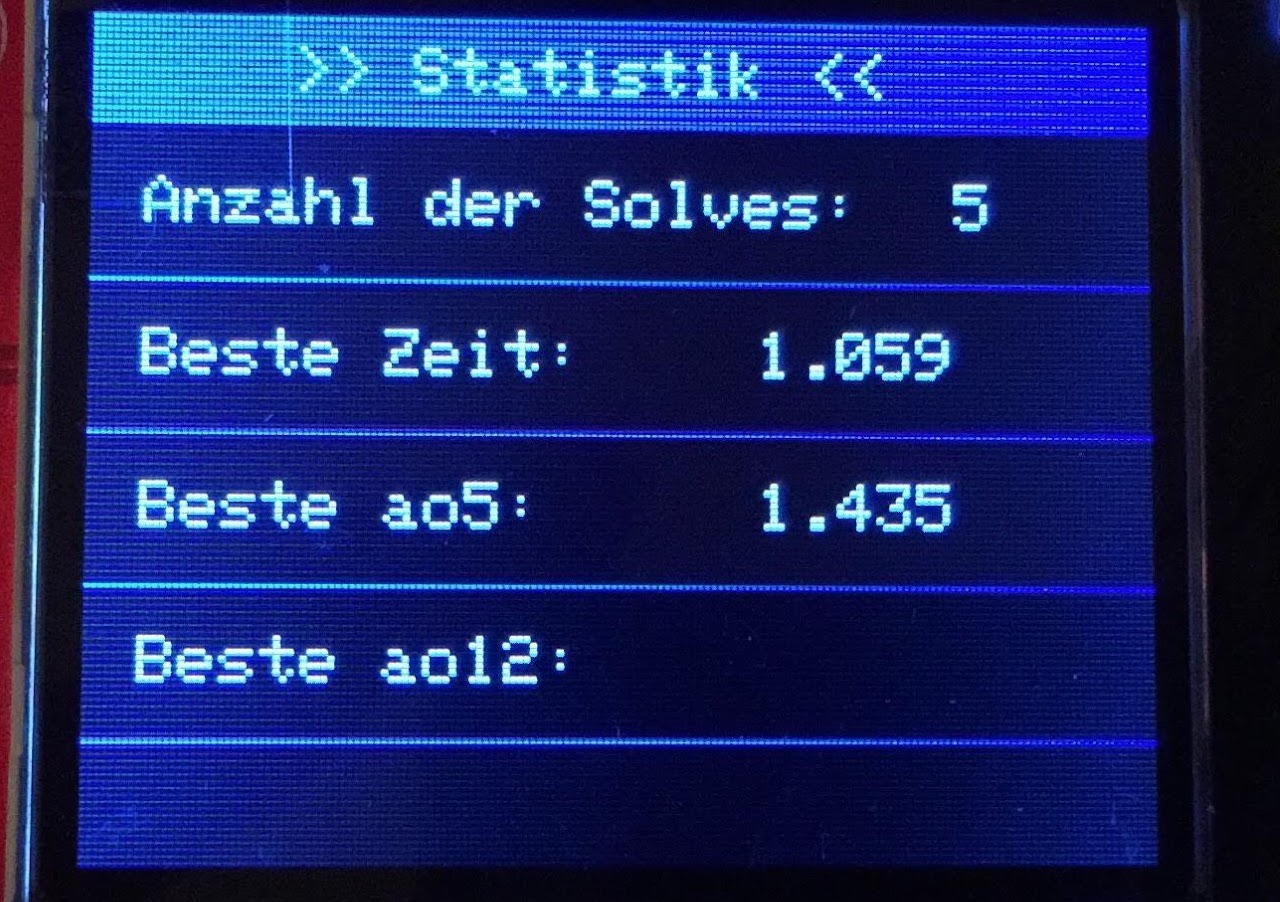 >> Statistik <<
Anzahl der Solves: 5
Beste Zeit: 1.059
Beste ao5: 1.435
Beste ao12: